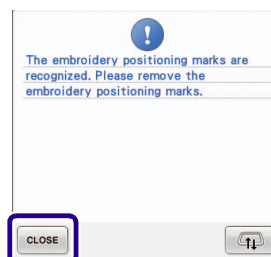 The embroidery positioning marks are
recognized. Please remove the
embroidery positioning marks.
CLOSE